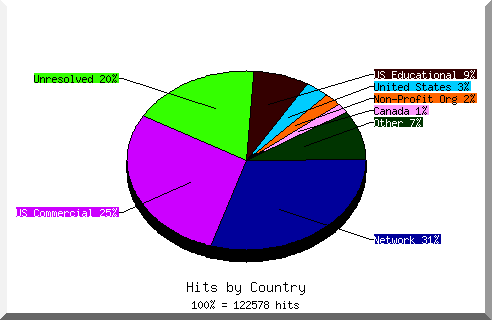 US Educational 9%
Unresolved 20%
United States 3%
Non-Profit Org 2%
Canada 1%
Other 7%
US Commercial 25%
Network 31%
Hits by Country
100% = 122578 hits